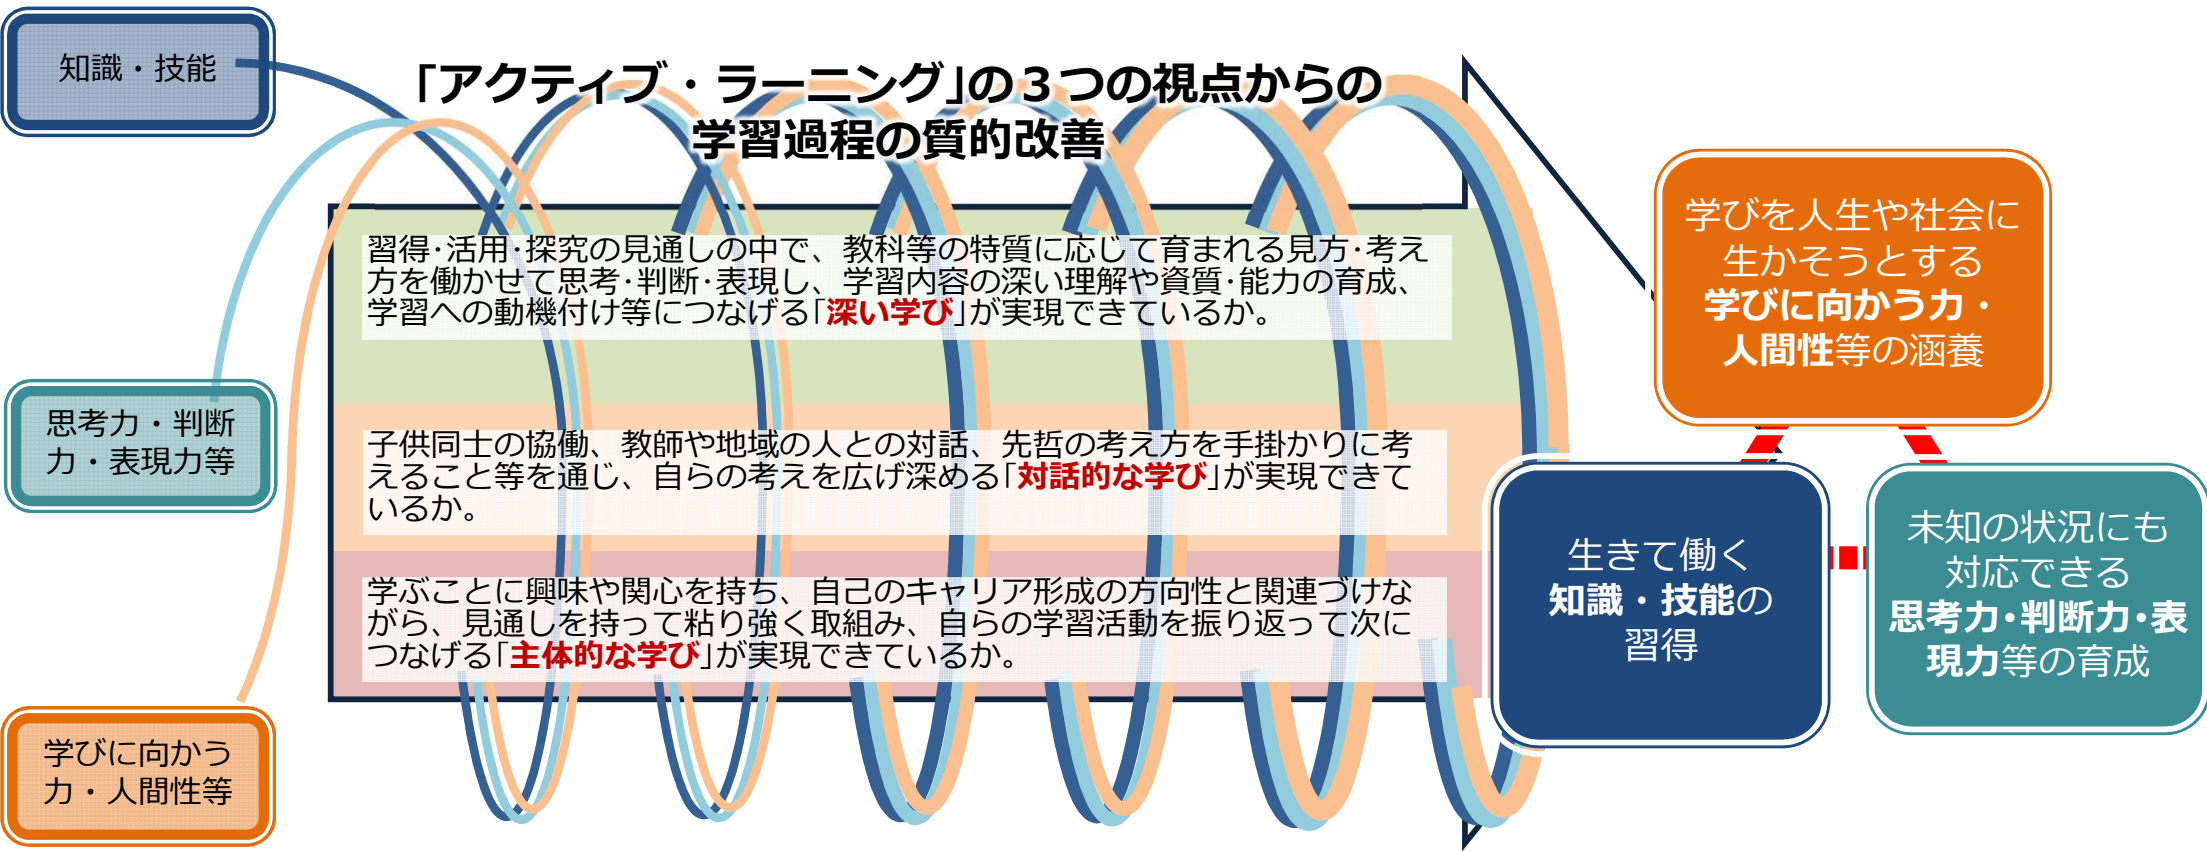 知識・技能
「アクティブ・ラーニング」の３つの視点からの
学習過程の質的改善
習得･活用･探究の見通しの中で、教科等の特質に応じて育まれる見方･考え
方を働かせて思考･判断･表現し、学習内容の深い理解や資質･能力の育成、
学習への動機付け等につなげる｢深い学び｣が実現できているか。
思考力・判断
力・表現力等
子供同士の協働、教師や地域の人との対話、先哲の考え方を手掛かりに考
えること等を通じ、自らの考えを広げ深める｢対話的な学び｣が実現できて
いるか。
学ぶことに興味や関心を持ち、自己のキャリア形成の方向性と関連づけな
がら、見通しを持って粘り強く取組み、自らの学習活動を振り返って次に
つなげる｢主体的な学び｣が実現できているか。
学びに向かう
力・人間性等
学びを人生や社会に
生かそうとする
学びに向かう力・
人間性等の涵養
生きて働く
知識・技能の
習得
未知の状況にも
対応できる
思考力･判断力･表
現力等の育成